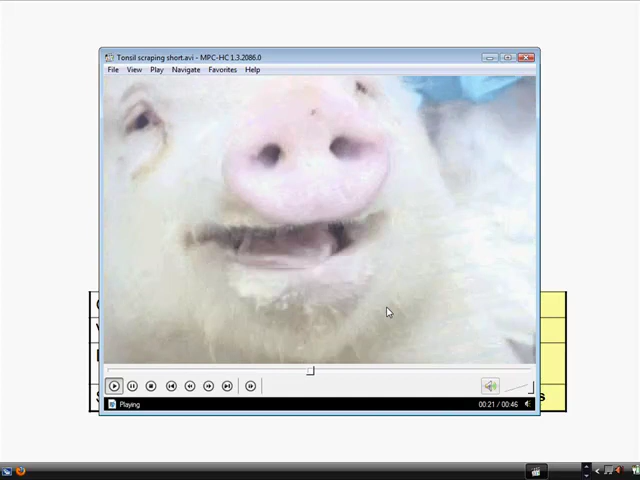 Tonsil scraping short.avi - MPC-HC 1.3.2086.0
File View Play Navigate Favorites Help
Playing 00:21 / 00:46